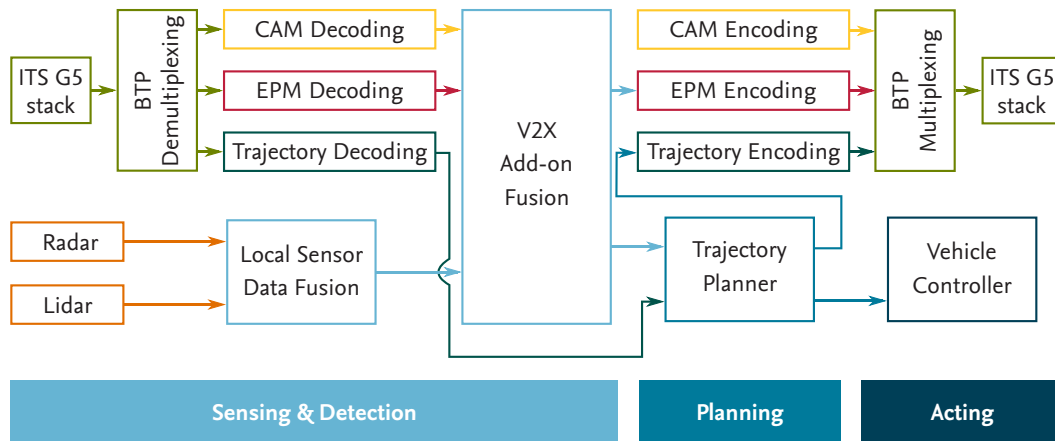 ITS G5
stack
BTP
Demultiplexing
CAM Decoding
EPM Decoding
Trajectory Decoding
V2X
Add-on
Fusion
CAM Encoding
EPM Encoding
Trajectory Encoding
BTP
Multiplexing
ITS G5
stack
Radar
Lidar
Local Sensor
Data Fusion
Trajectory
Planner
Vehicle
Controller
Sensing & Detection
Planning
Acting